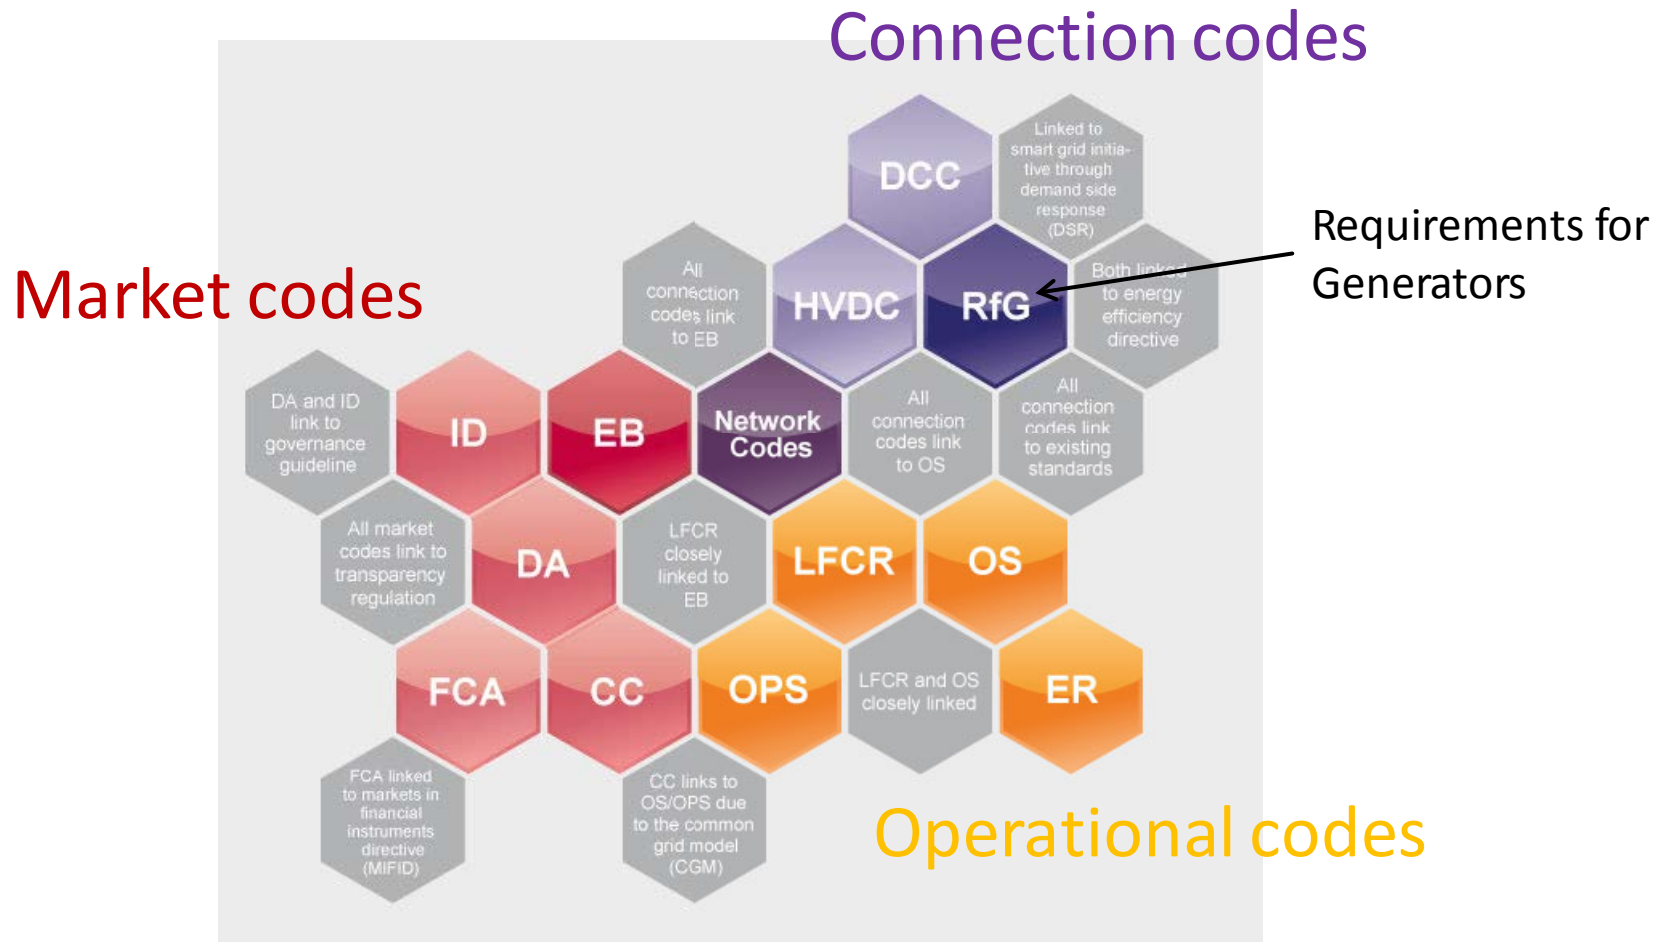 Connection codes
DCC
Linked to
smart grid initia-
tive through
demand side
response
(DSR)
Requirements for
Generators
Market codes
All
connection
codes link
to EB
HVDC
RfG
Both linked
to energy
efficiency
directive
DA and ID
link to
governance
guideline
ID
EB
Network
Codes
All
connection
codes link
to OS
All
connection
codes link
to existing
standards
All market
codes link to
transparency
regulation
DA
LFCR
closely
linked to
EB
LFCR
OS
FCA
CC
OPS
LFCR and OS
closely linked
ER
FCA linked
to markets in
financial
instruments
directive
(MIFID)
CC links to
OS/OPS due
to the common
grid model
(CGM)
Operational codes